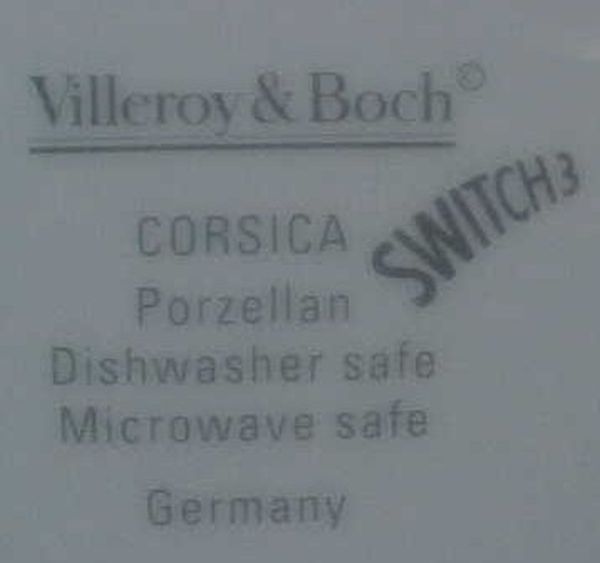 Villeroy & Boch©
SWITCH3
CORSICA
Porzellan
Dishwasher safe
Microwave safe
Germany